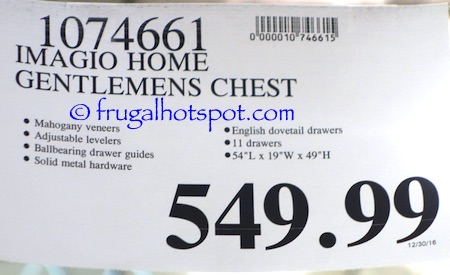 1074661
0"000010"746615"
IMAGIO HOME
GENTLEMENS CHEST
© frugalhotspot.com
• Mahogany veneers
• Adjustable levelers
• Ballbearing drawer guides
• Solid metal hardware
• English dovetail drawers
• 11 drawers
• 54"L x 19"W x 49"H
549.99
12/30/16